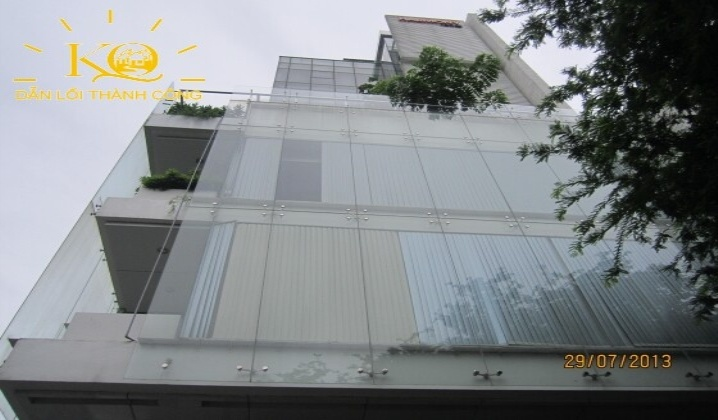 KQ
DẪN LỐI THÀNH CÔNG
29/07/2013